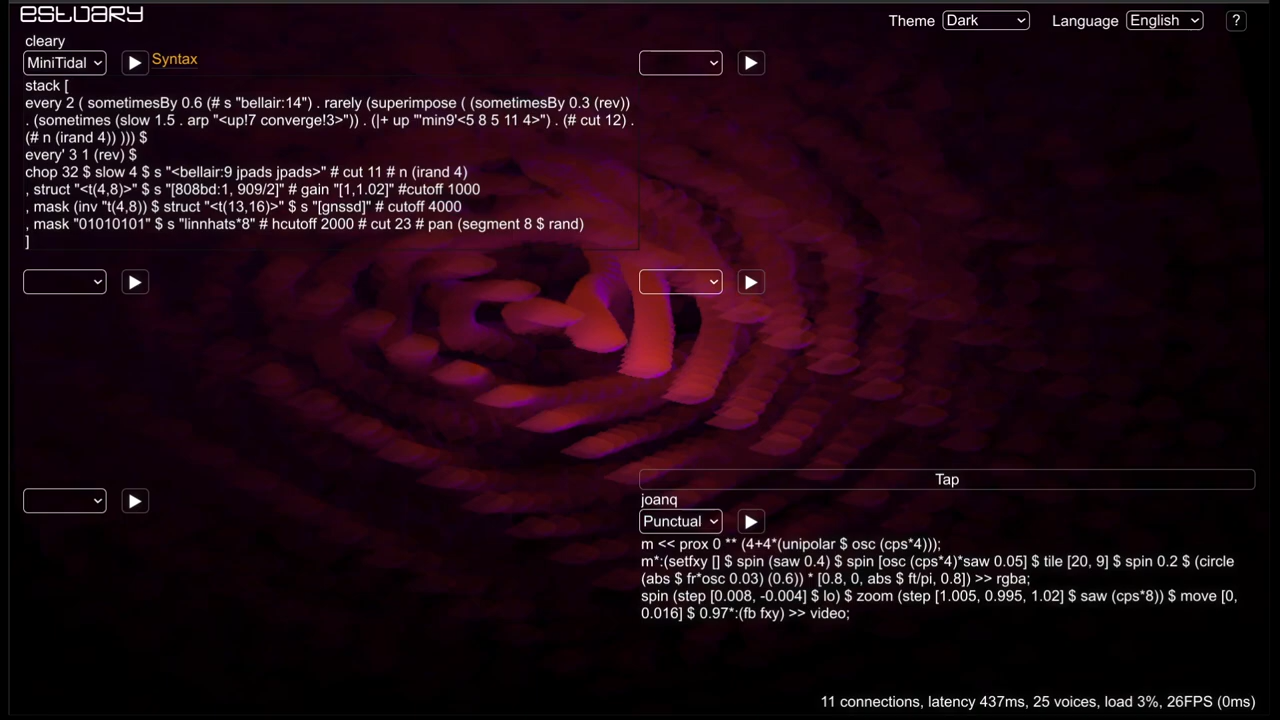 estuary
Theme Dark Language English ?
cleary
MiniTidal Syntax
stack [
every 2 ( sometimesBy 0.6 (# s "bellair:14") . rarely (superimpose ( (sometimesBy 0.3 (rev))
. (sometimes (slow 1.5 . arp "<up!7 converge!3>")) . (|+ up "'min9'<5 8 5 11 4>") . (# cut 12) .
(# n (irand 4)) ))) $
every' 3 1 (rev) $
chop 32 $ slow 4 $ s "<bellair:9 jpads jpads>" # cut 11 # n (irand 4)
, struct "<t(4,8)>" $ s "[808bd:1, 909/2]" # gain "[1,1.02]" #cutoff 1000
, mask (inv "t(4,8)) $ struct "<t(13,16)>" $ s "[gnssd]" # cutoff 4000
, mask "01010101" $ s "linnhats*8" # hcutoff 2000 # cut 23 # pan (segment 8 $ rand)
]
Tap
joanq
Punctual
m << prox 0 ** (4+4*(unipolar $ osc (cps*4)));
m*:(setfxy [] $ spin (saw 0.4) $ spin [osc (cps*4)*saw 0.05] $ tile [20, 9] $ spin 0.2 $ (circle
(abs $ fr*osc 0.03) (0.6)) * [0.8, 0, abs $ ft/pi, 0.8]) >> rgba;
spin (step [0.008, -0.004] $ lo) $ zoom (step [1.005, 0.995, 1.02] $ saw (cps*8)) $ move [0,
0.016] $ 0.97*:(fb fxy) >> video;
11 connections, latency 437ms, 25 voices, load 3%, 26FPS (0ms)